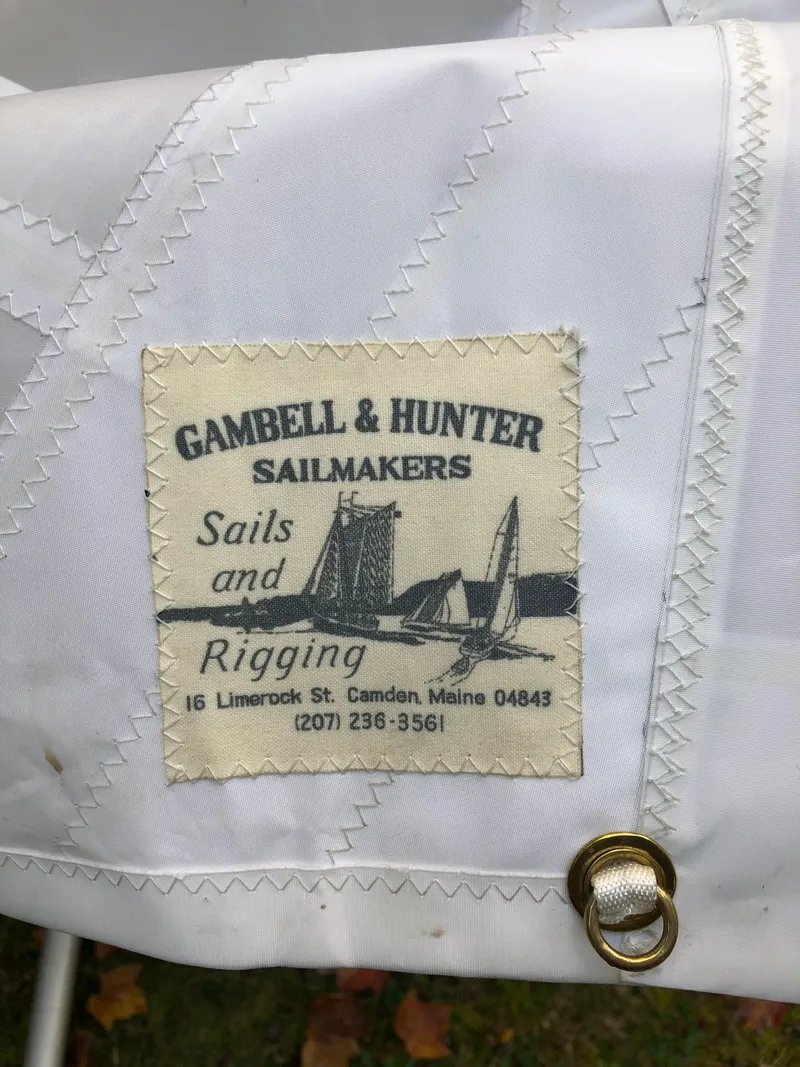 GAMBELL & HUNTER
SAILMAKERS
Sails
and
Rigging
16 Limerock St. Camden, Maine 04843
(207) 236-3561